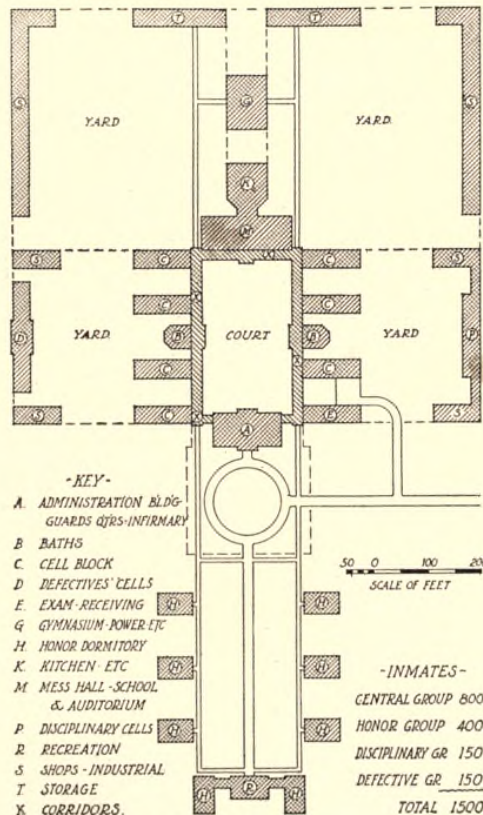 T T
G
S YARD YARD. S
K
M
X
S C C S
X C C
D YARD. B COURT B YARD P
C C X
S C X X E S
A
-KEY-
A. ADMINISTRATION BLDG-
GUARDS QTRS-INFIRMARY
B BATHS
C. CELL BLOCK
D DEFECTIVES' CELLS
E. EXAM-RECEIVING
G GYMNASIUM-POWER ETC
H. HONOR DORMITORY
K. KITCHEN-ETC
M MESS HALL-SCHOOL
& AUDITORIUM
P DISCIPLINARY CELLS
R RECREATION
S SHOPS-INDUSTRIAL
T STORAGE
X CORRIDORS.
50 0 100 200
SCALE OF FEET
H H
H H
H H
H R H
-INMATES-
CENTRAL GROUP 800
HONOR GROUP 400
DISCIPLINARY GR 150
DEFECTIVE GR 150
TOTAL 1500